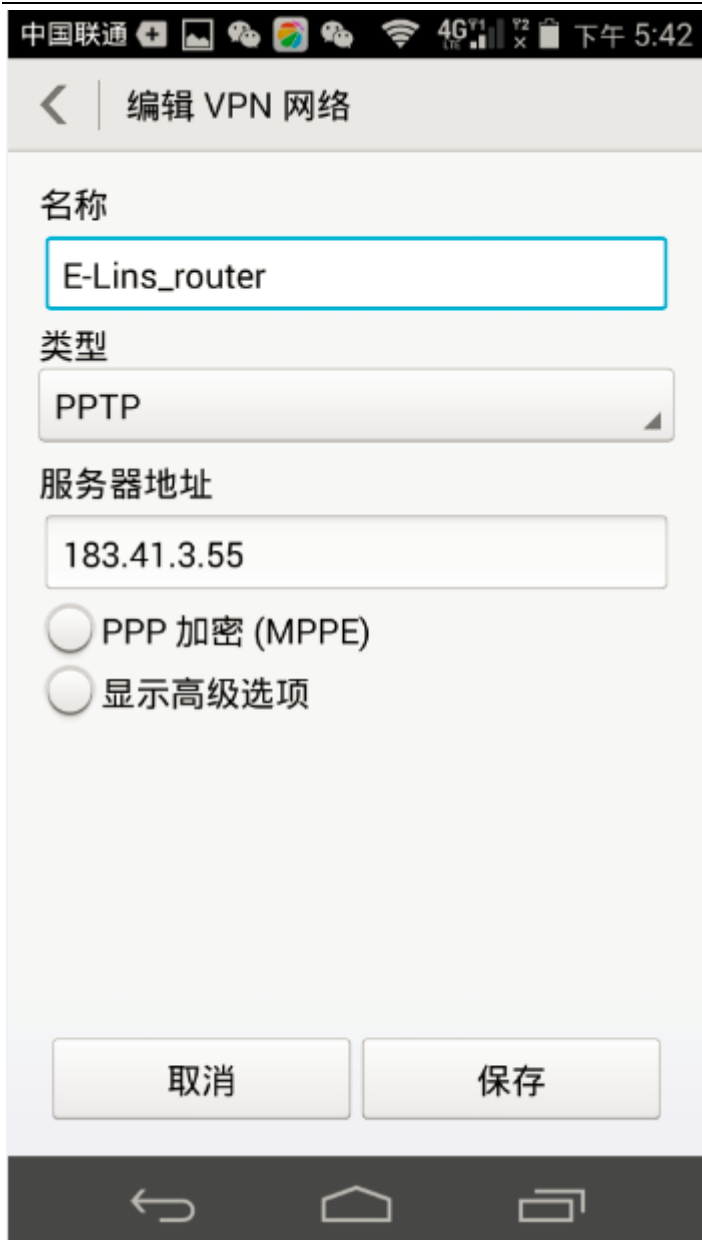 中国联通 4G LTE 下午 5:42
编辑 VPN 网络
名称
E-Lins_router
类型
PPTP
服务器地址
183.41.3.55
PPP 加密 (MPPE)
显示高级选项
取消 保存